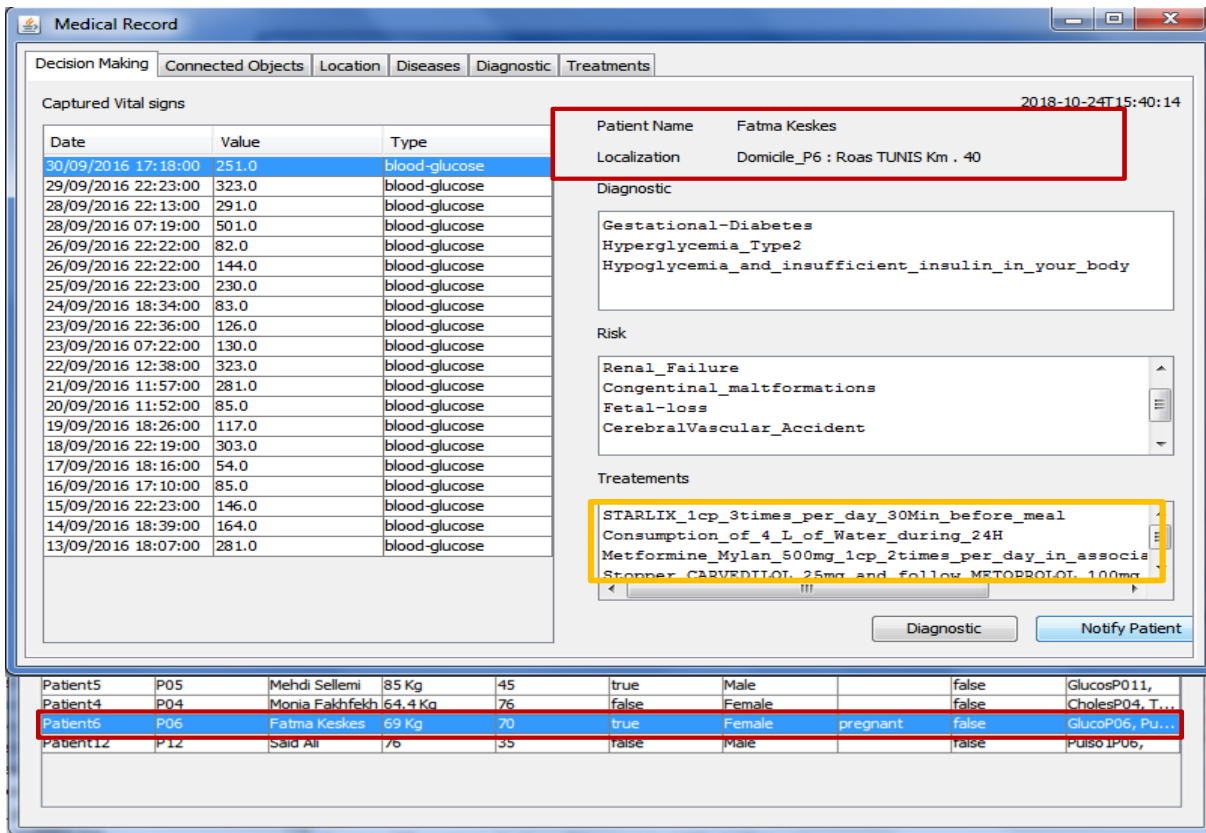 Medical Record
Decision Making Connected Objects Location Diseases Diagnostic Treatments
Captured Vital signs
2018-10-24T15:40:14
Date Value Type
30/09/2016 17:18:00 251.0 blood-glucose
29/09/2016 22:23:00 323.0 blood-glucose
28/09/2016 22:13:00 291.0 blood-glucose
28/09/2016 07:19:00 501.0 blood-glucose
26/09/2016 22:22:00 82.0 blood-glucose
26/09/2016 22:22:00 144.0 blood-glucose
25/09/2016 22:23:00 230.0 blood-glucose
24/09/2016 18:34:00 83.0 blood-glucose
23/09/2016 22:36:00 126.0 blood-glucose
23/09/2016 07:22:00 130.0 blood-glucose
22/09/2016 12:38:00 323.0 blood-glucose
21/09/2016 11:57:00 281.0 blood-glucose
20/09/2016 11:52:00 85.0 blood-glucose
19/09/2016 18:26:00 117.0 blood-glucose
18/09/2016 22:19:00 303.0 blood-glucose
17/09/2016 18:16:00 54.0 blood-glucose
16/09/2016 17:10:00 85.0 blood-glucose
15/09/2016 22:23:00 146.0 blood-glucose
14/09/2016 18:39:00 164.0 blood-glucose
13/09/2016 18:07:00 281.0 blood-glucose
Patient Name Fatma Keskes
Localization Domicile_P6 : Roas TUNIS Km . 40
Diagnostic
Gestational-Diabetes
Hyperglycemia_Type2
Hypoglycemia_and_insufficient_insulin_in_your_body
Risk
Renal_Failure
Congentinal_maltformations
Fetal-loss
CerebralVascular_Accident
Treatements
STARLIX_1cp_3times_per_day_30Min_before_meal
Consumption_of_4_L_of_Water_during_24H
Metformine_Mylan_500mg_1cp_2times_per_day_in_associa
Stopper_CARVEDILOL_25mg_and_follow_METOPROLOL_100mg
Diagnostic Notify Patient
Patient5 P05 Mehdi Sellemi 85 Kg 45 true Male false GlucosP011,
Patient4 P04 Monia Fakhfekh 64.4 Kg 76 false Female false CholesP04, T...
Patient6 P06 Fatma Keskes 69 Kg 70 true Female pregnant false GlucoP06, Pu...
Patient12 P12 Said Ali 76 35 false Male false Pulso1P06,